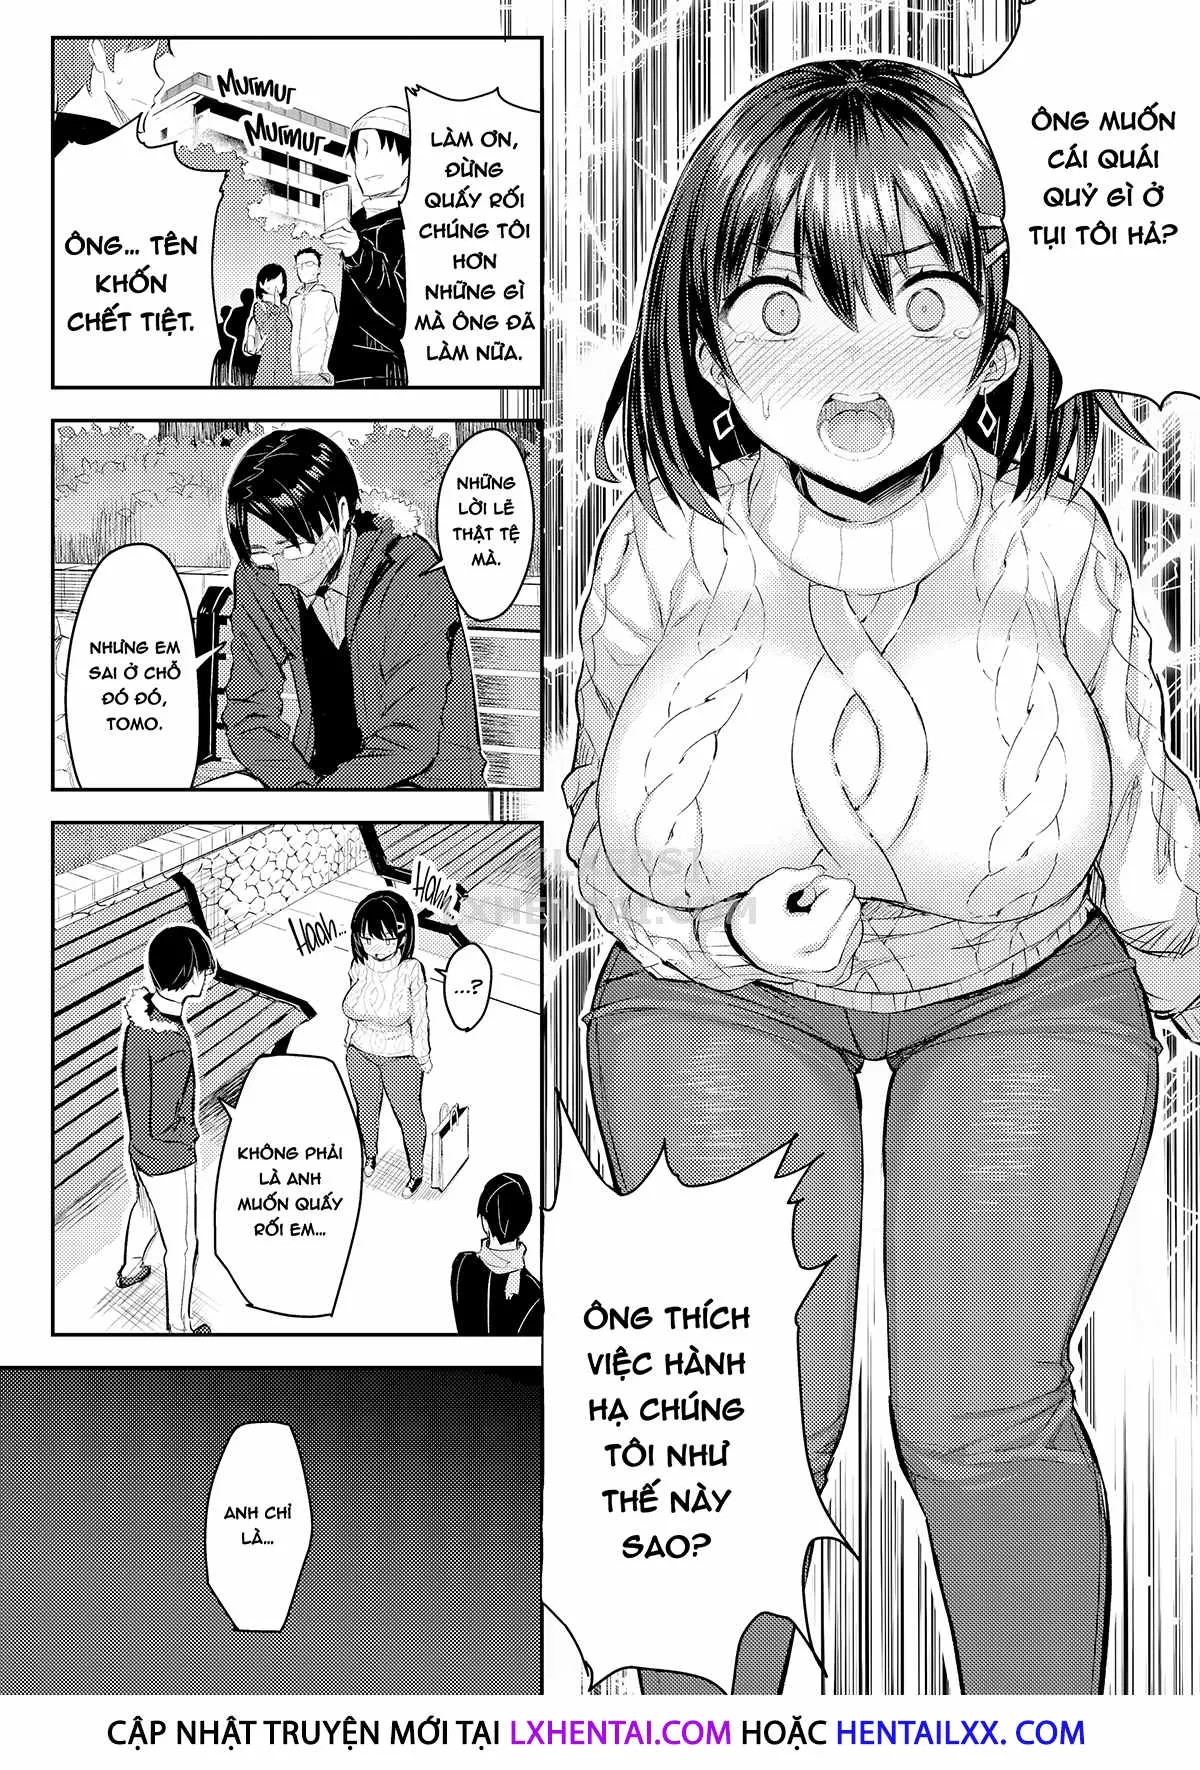 ÔNG MUỐN
CÁI QUÁI
QUỶ GÌ Ở
TỤI TÔI HẢ?
ÔNG THÍCH
VIỆC HÀNH
HẠ CHÚNG
TÔI NHƯ
THẾ NÀY
SAO?
LÀM ƠN,
ĐỪNG
QUẤY RỐI
CHÚNG TÔI
HƠN
NHỮNG GÌ
MÀ ÔNG ĐÃ
LÀM NỮA.
MURMUR
MURMUR
ÔNG... TÊN
KHỐN
CHẾT TIỆT.
NHỮNG
LỜI LẼ
THẬT TỆ
MÀ.
NHƯNG EM
SAI Ở CHỖ
ĐÓ ĐÓ,
TOMO.
Hahh..
Haah...
...?
KHÔNG PHẢI
LÀ ANH
MUỐN QUẤY
RỐI EM...
ANH CHỈ
LÀ...
CẬP NHẬT TRUYỆN MỚI TẠI LXHENTAI.COM HOẶC HENTAILXX. COM